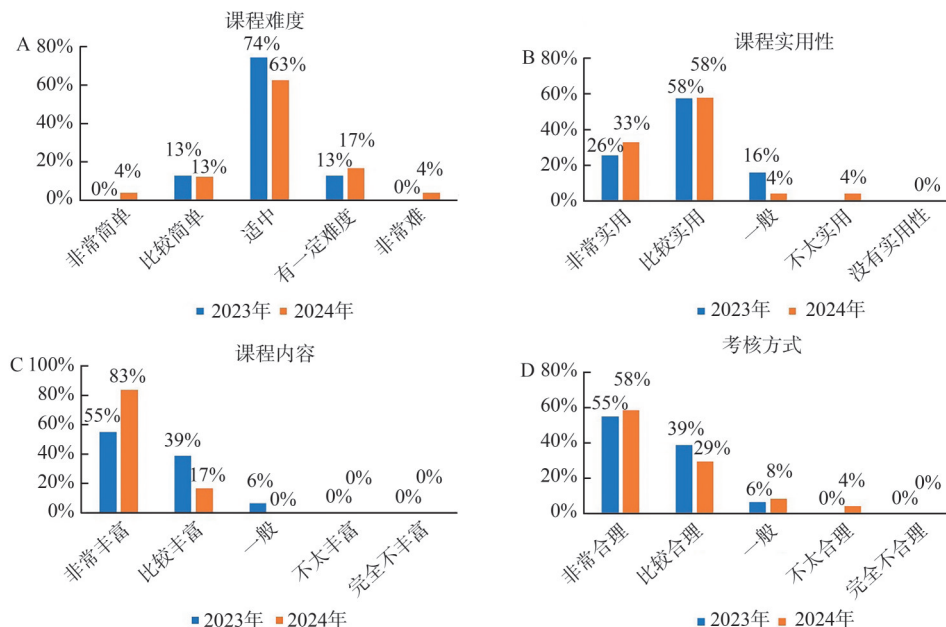 课程难度
A
80%
60%
40%
20%
0%
0%
4%
13%
13%
74%
63%
13%
17%
0%
4%
非常简单
比较简单
适中
有一定难度
非常难
2023年
2024年
课程实用性
B
80%
60%
40%
20%
0%
26%
33%
58%
58%
16%
4%
4%
0%
非常实用
比较实用
一般
不太实用
没有实用性
2023年
2024年
课程内容
C
100%
80%
60%
40%
20%
0%
55%
83%
39%
17%
6%
0%
0%
0%
0%
0%
非常丰富
比较丰富
一般
不太丰富
完全不丰富
2023年
2024年
考核方式
D
80%
60%
40%
20%
0%
55%
58%
39%
29%
6%
8%
0%
4%
0%
0%
非常合理
比较合理
一般
不太合理
完全不合理
2023年
2024年